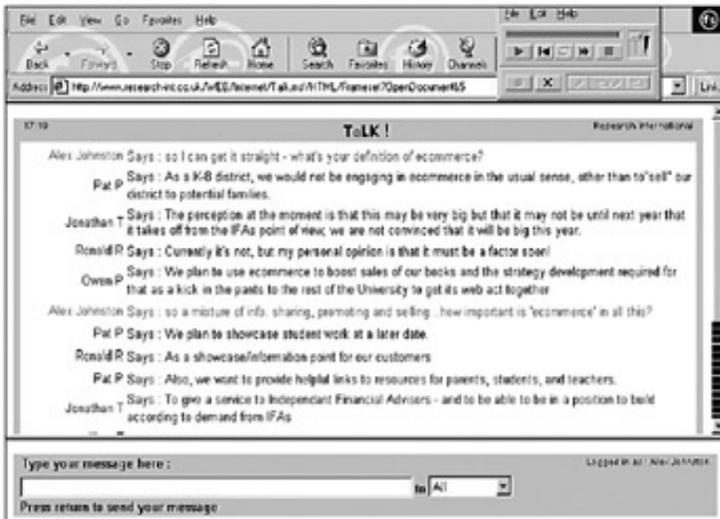 File Edit View Go Favorites Help
File Edit Help
Back Forward Stop Refresh Home Search Favorites History Channels
Address http://www.research-int.co.uk/WEB/Internet/Talk.nsf/HTML/Frameset?OpenDocument&5 Link
17:19 TaLK ! Research International
Alex Johnston Says : so I can get it straight - what's your definition of ecommerce?
Pat P Says : As a K-8 district, we would not be engaging in ecommerce in the usual sense, other than to"sell" our
district to potential families.
Jonathan T Says : The perception at the moment is that this may be very big but that it may not be until next year that
it takes off from the IFAs point of view, we are not convinced that it will be big this year.
Ronald R Says : Currently it's not, but my personal opinion is that it must be a factor soon!
Owen P Says : We plan to use ecommerce to boost sales of our books and the strategy development required for
that as a kick in the pants to the rest of the University to get its web act together
Alex Johnston Says : so a mixture of info. sharing, promoting and selling...how important is 'ecommerce' in all this?
Pat P Says : We plan to showcase student work at a later date.
Ronald R Says : As a showcase/information point for our customers
Pat P Says : Also, we want to provide helpful links to resources for parents, students, and teachers.
Jonathan T Says : To give a service to Independant Financial Advisers - and to be able to be in a position to build
according to demand from IFAs
Type your message here : Logged in as : Alex Johnston
to All
Press return to send your message